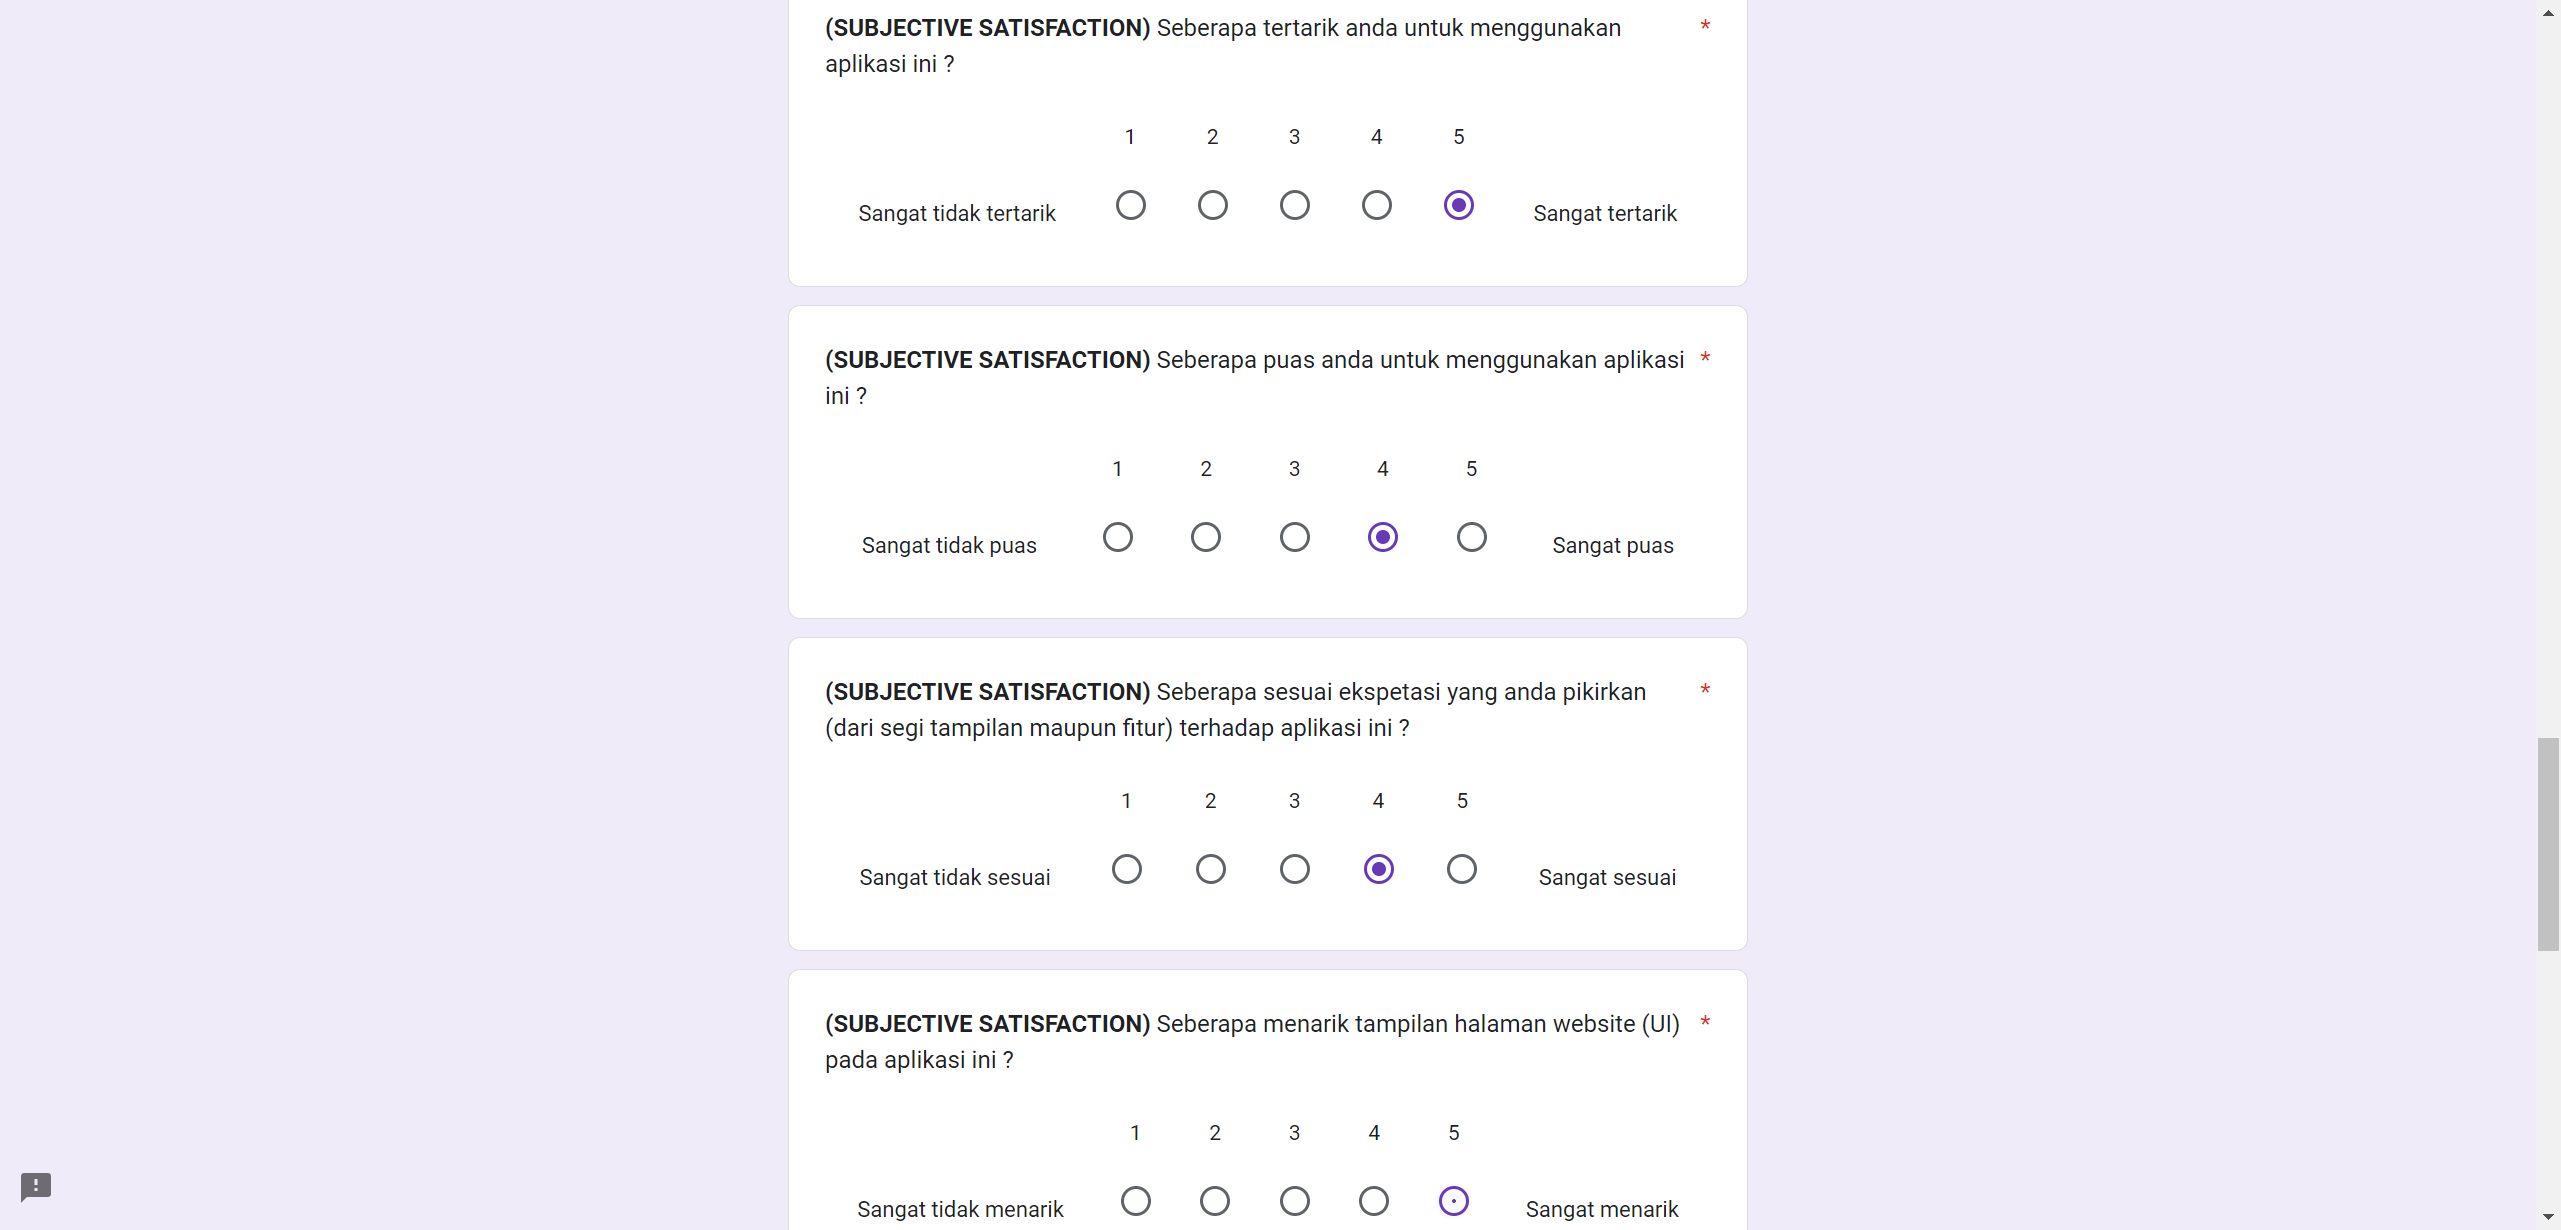 (SUBJECTIVE SATISFACTION) Seberapa tertarik anda untuk menggunakan *
aplikasi ini ?
1 2 3 4 5
Sangat tidak tertarik Sangat tertarik
(SUBJECTIVE SATISFACTION) Seberapa puas anda untuk menggunakan aplikasi *
ini ?
1 2 3 4 5
Sangat tidak puas Sangat puas
(SUBJECTIVE SATISFACTION) Seberapa sesuai ekspetasi yang anda pikirkan *
(dari segi tampilan maupun fitur) terhadap aplikasi ini ?
1 2 3 4 5
Sangat tidak sesuai Sangat sesuai
(SUBJECTIVE SATISFACTION) Seberapa menarik tampilan halaman website (UI) *
pada aplikasi ini ?
1 2 3 4 5
Sangat tidak menarik Sangat menarik